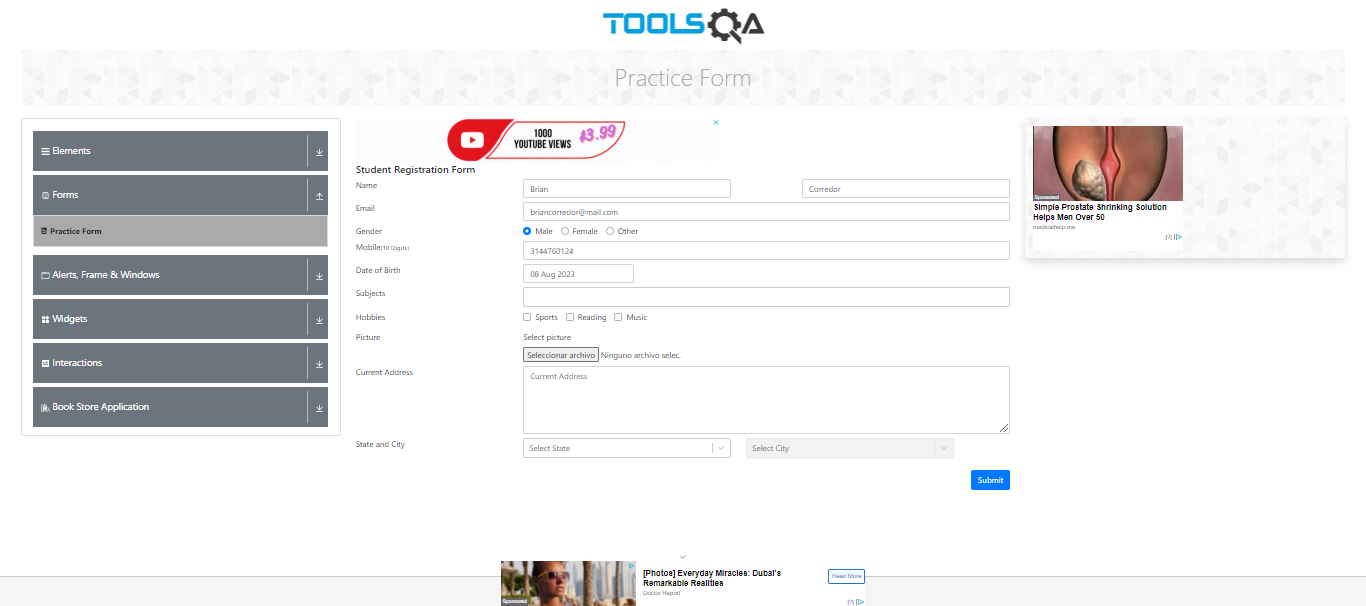 TOOLSQA
Practice Form
Elements
Forms
Practice Form
Alerts, Frame & Windows
Widgets
Interactions
Book Store Application
1000
YOUTUBE VIEWS
$3.99
Student Registration Form
Name
Brian
Corredor
Email
briancorredor@mail.com
Gender
Male Female Other
Mobile(10 Digits)
3144760124
Date of Birth
08 Aug 2023
Subjects
Hobbies
Sports Reading Music
Picture
Select picture
Seleccionar archivo Ninguno archivo selec.
Current Address
Current Address
State and City
Select State
Select City
Submit
Sponsored
Simple Prostate Shrinking Solution
Helps Men Over 50
medicalhelp.me
Sponsored
[Photos] Everyday Miracles: Dubai's
Remarkable Realities
Doctor Report
Read More